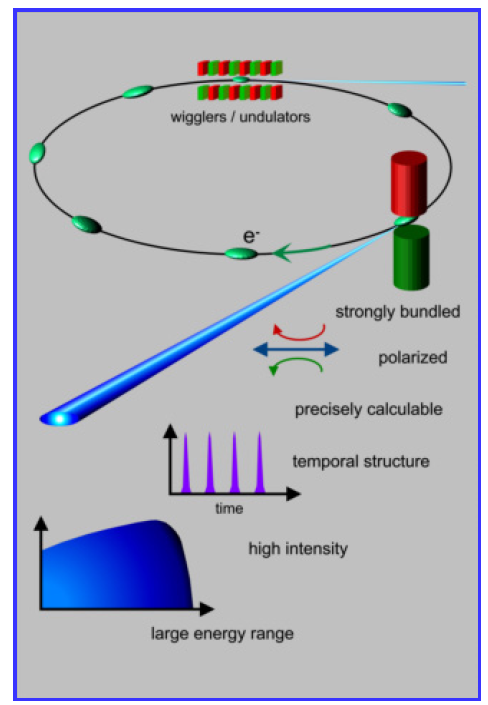 wigglers / undulators
e-
strongly bundled
polarized
precisely calculable
temporal structure
time
high intensity
large energy range